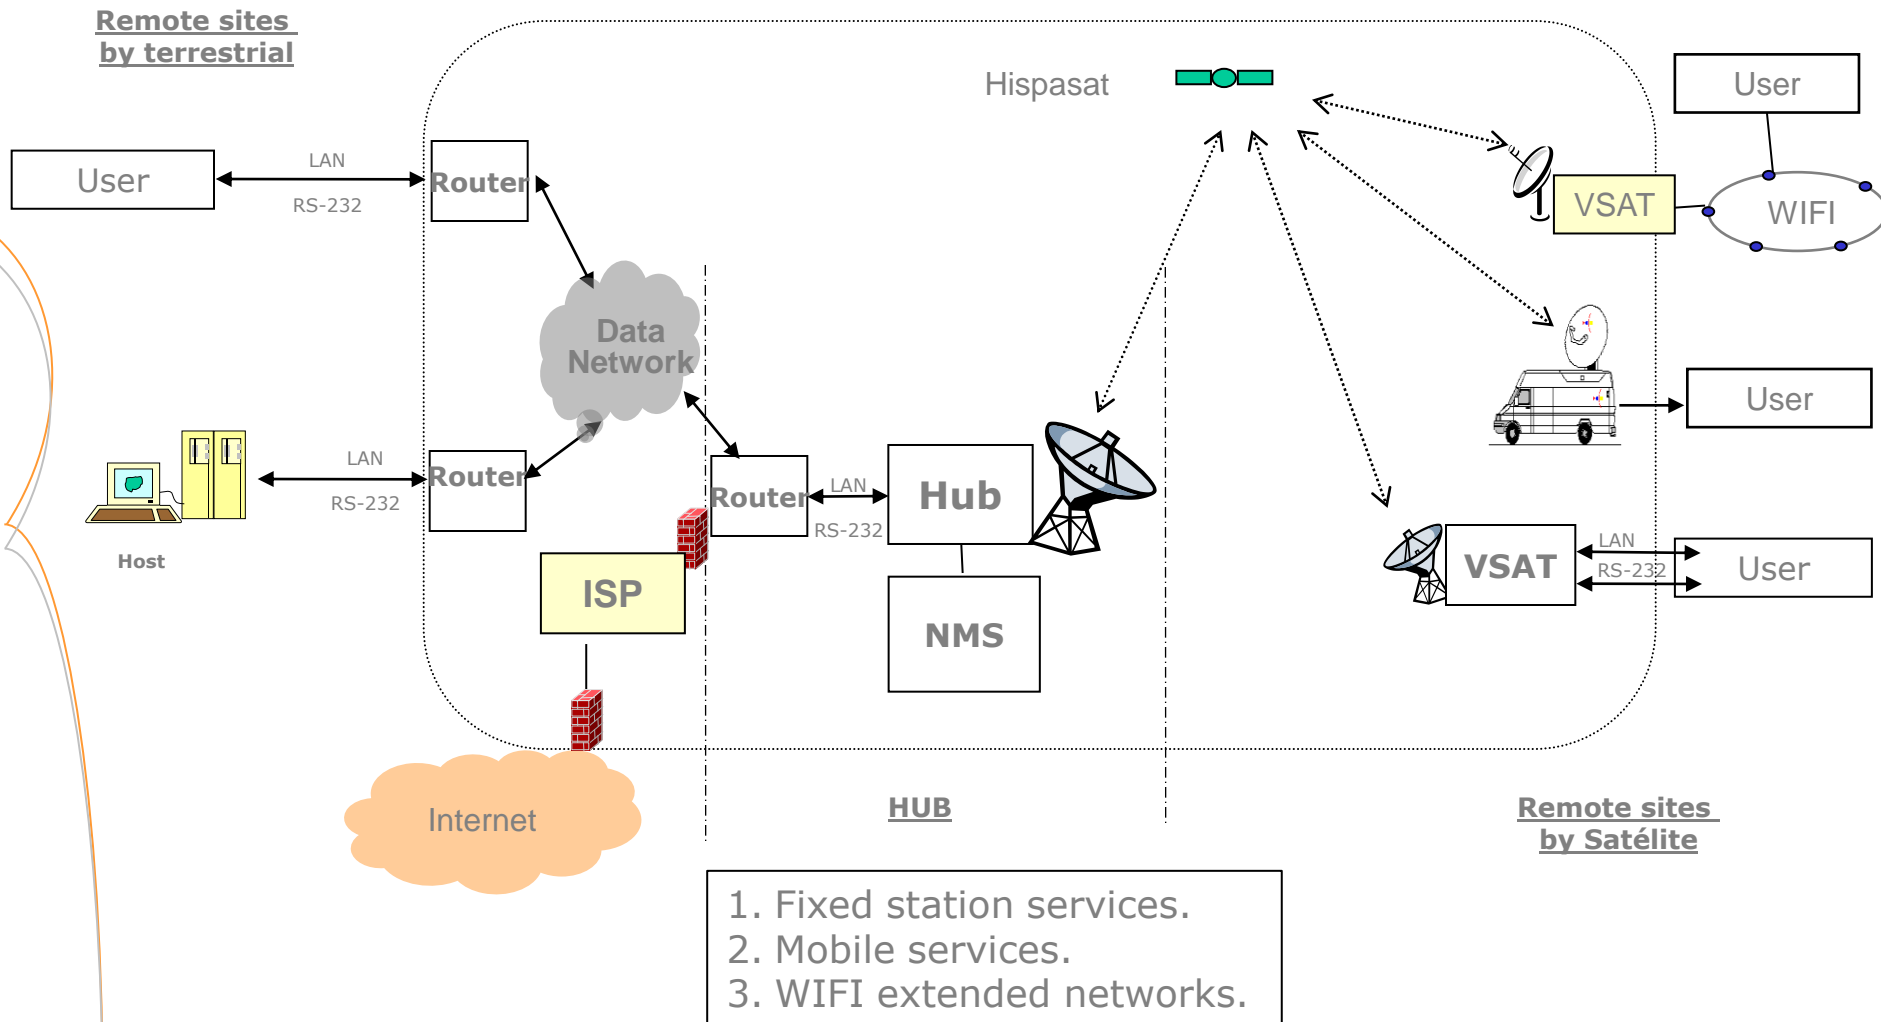 Remote sites
by terrestrial
Hispasat
User
User
LAN
RS-232
Router
VSAT
WIFI
Data
Network
User
LAN
RS-232
Router
Router
LAN
RS-232
Hub
Host
ISP
NMS
VSAT
LAN
RS-232
User
Internet
HUB
Remote sites
by Satélite
1. Fixed station services.
2. Mobile services.
3. WIFI extended networks.